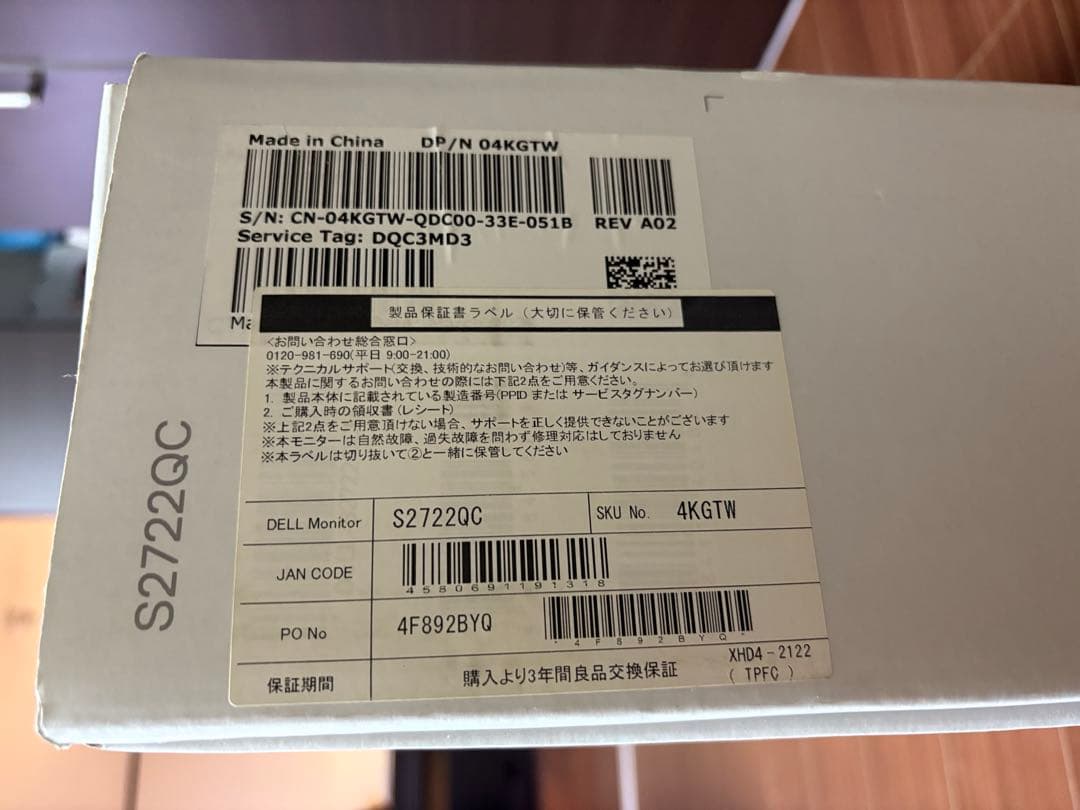 Made in China DP/N 04KGTW
S/N: CN-04KGTW-QDC00-33E-051B REV A02
Service Tag: DQC3MD3
Ma
製品保証書ラベル（大切に保管ください）
<お問い合わせ総合窓口>
0120-981-690(平日 9:00-21:00)
※テクニカルサポート(交換、技術的なお問い合わせ)等、ガイダンスによってお選び頂けます
本製品に関するお問い合わせの際には下記2点をご用意ください。
1. 製品本体に記載されている製造番号(PPID または サービスタグナンバー)
2. ご購入時の領収書(レシート)
※上記2点をご用意頂けない場合、サポートを正しく提供できないことがございます
※本モニターは自然故障、過失故障を問わず修理対応はしておりません
※本ラベルは切り抜いて②と一緒に保管してください
DELL Monitor S2722QC SKU No. 4KGTW
JAN CODE
4580691191318
PO No 4F892BYQ
*4F892BYQ*
保証期間 購入より3年間良品交換保証
XHD4-2122
(TPFC)
S2722QC